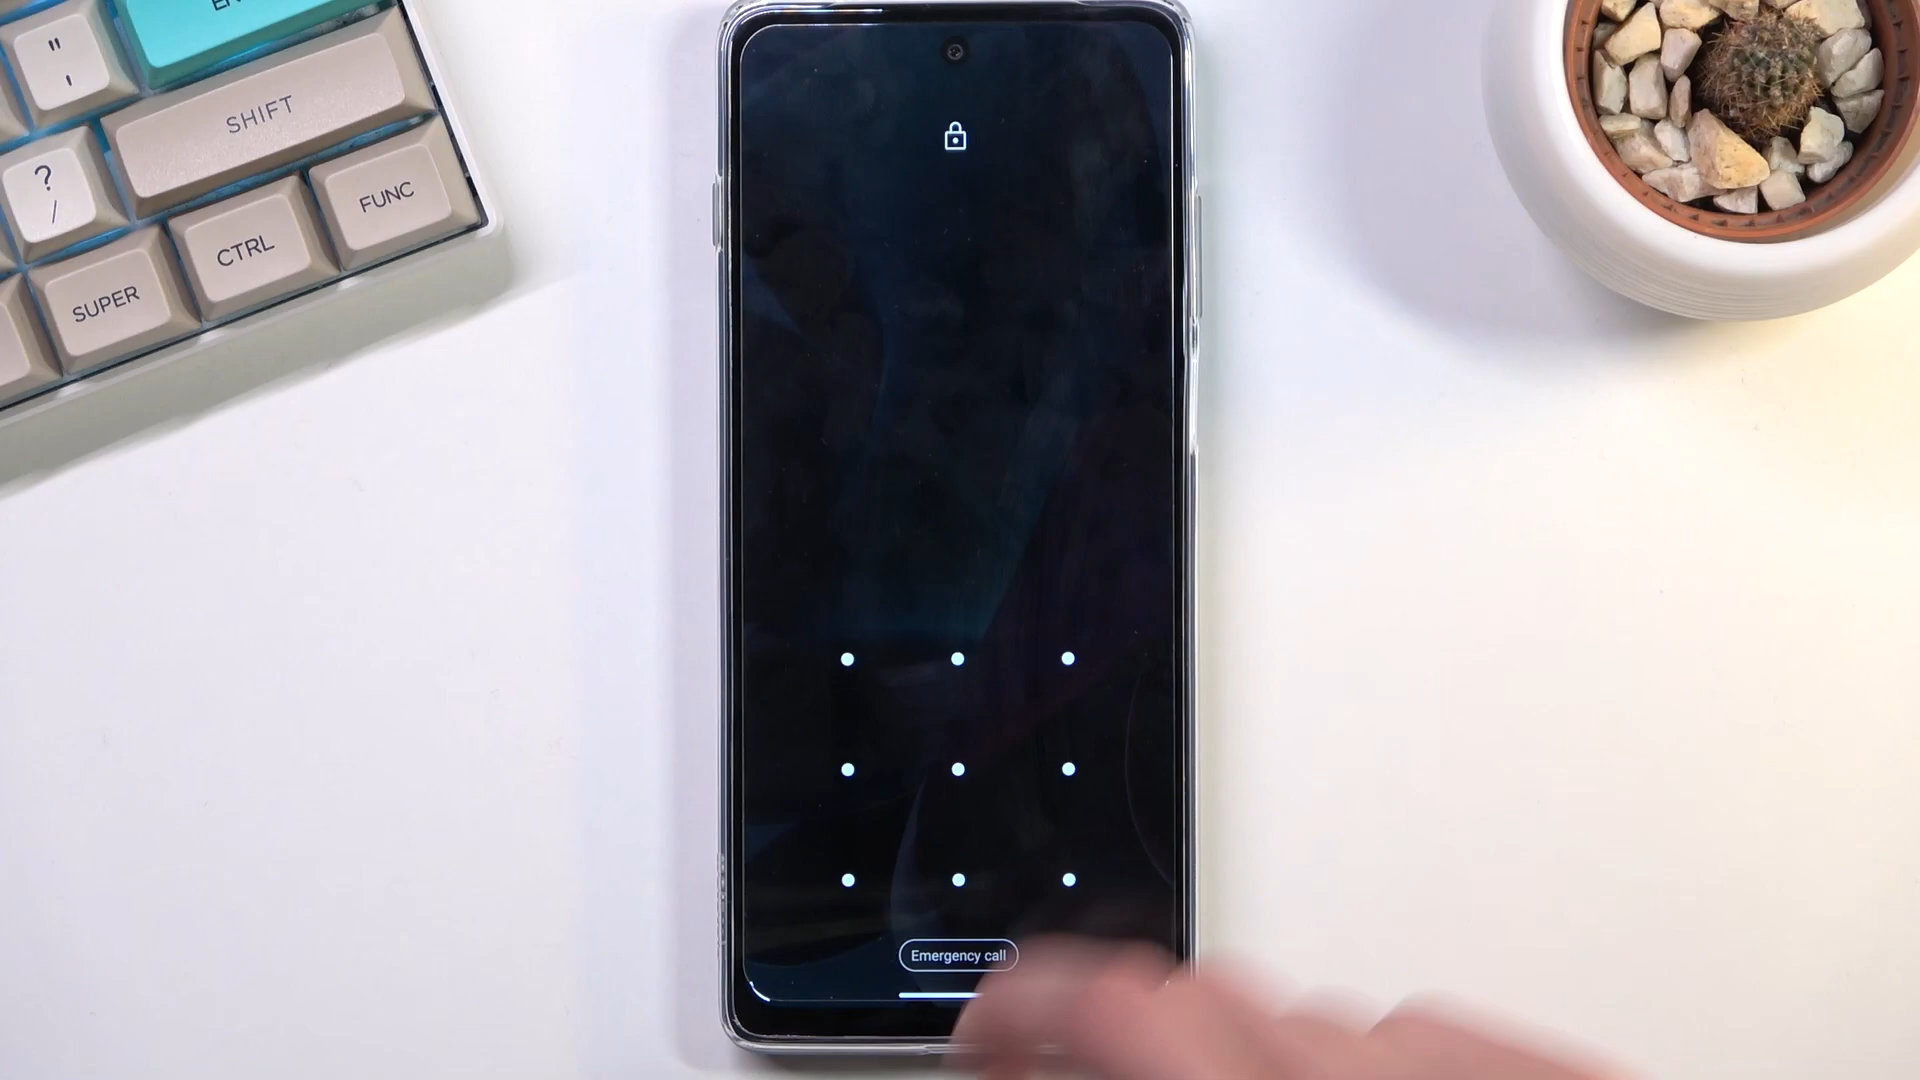 "
'
SHIFT
?
/
CTRL
FUNC
SUPER
Emergency call